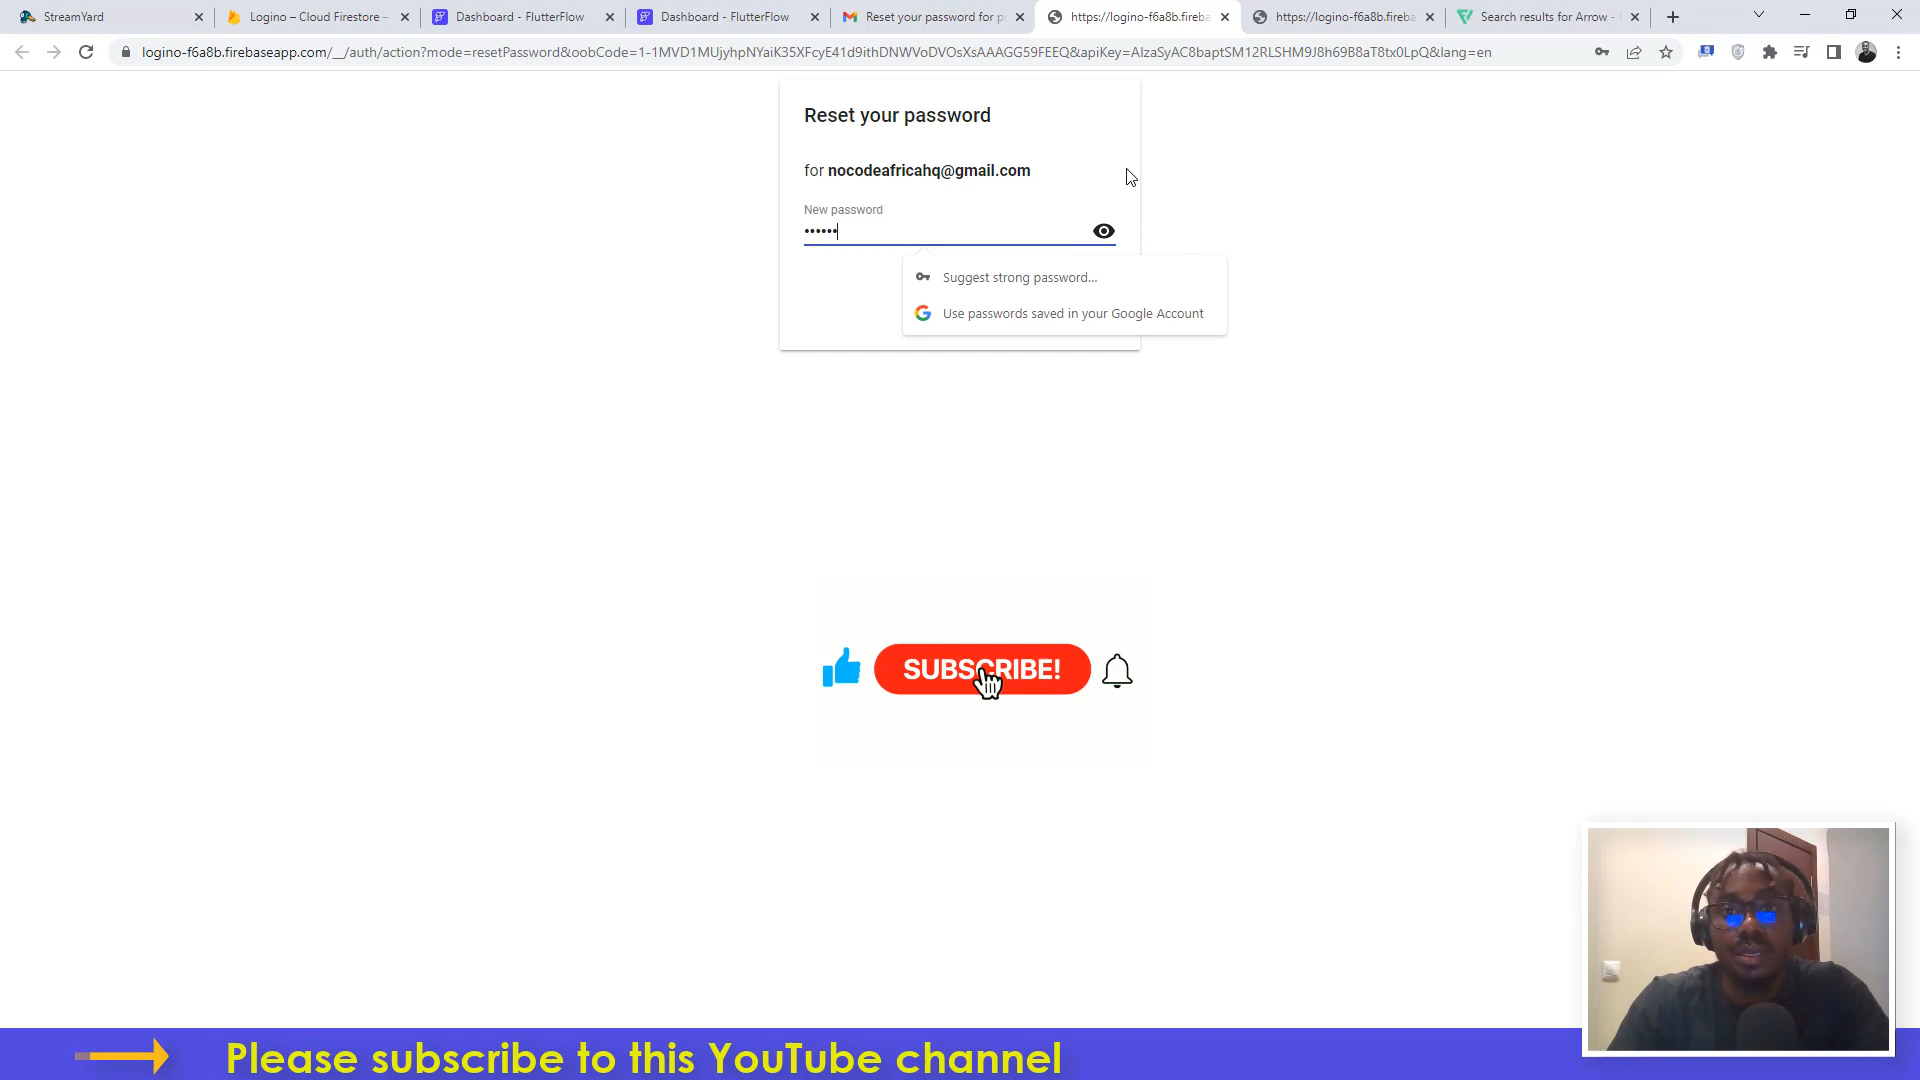 StreamYard
Logino – Cloud Firestore –
Dashboard - FlutterFlow
Dashboard - FlutterFlow
Reset your password for p
https://logino-f6a8b.fireba
https://logino-f6a8b.fireba
Search results for Arrow -
logino-f6a8b.firebaseapp.com/__/auth/action?mode=resetPassword&oobCode=1-1MVD1MUjyhpNYaiK35XFcyE41d9ithDNWVoDVOsXsAAAGG59FEEQ&apiKey=AIzaSyAC8baptSM12RLSHM9J8h69B8aT8tx0LpQ&lang=en
Reset your password
for nocodeafricahq@gmail.com
New password
••••••
Suggest strong password...
Use passwords saved in your Google Account
SUBSCRIBE!
Please subscribe to this YouTube channel